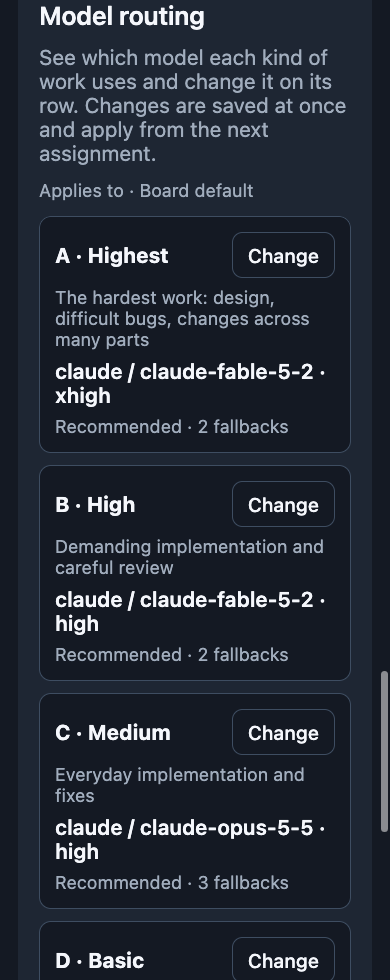 Model routing
See which model each kind of
work uses and change it on its
row. Changes are saved at once
and apply from the next
assignment.
Applies to · Board default
A · Highest
Change
The hardest work: design,
difficult bugs, changes across
many parts
claude / claude-fable-5-2 ·
xhigh
Recommended · 2 fallbacks
B · High
Change
Demanding implementation and
careful review
claude / claude-fable-5-2 ·
high
Recommended · 2 fallbacks
C · Medium
Change
Everyday implementation and
fixes
claude / claude-opus-5-5 ·
high
Recommended · 3 fallbacks
D · Basic
Change